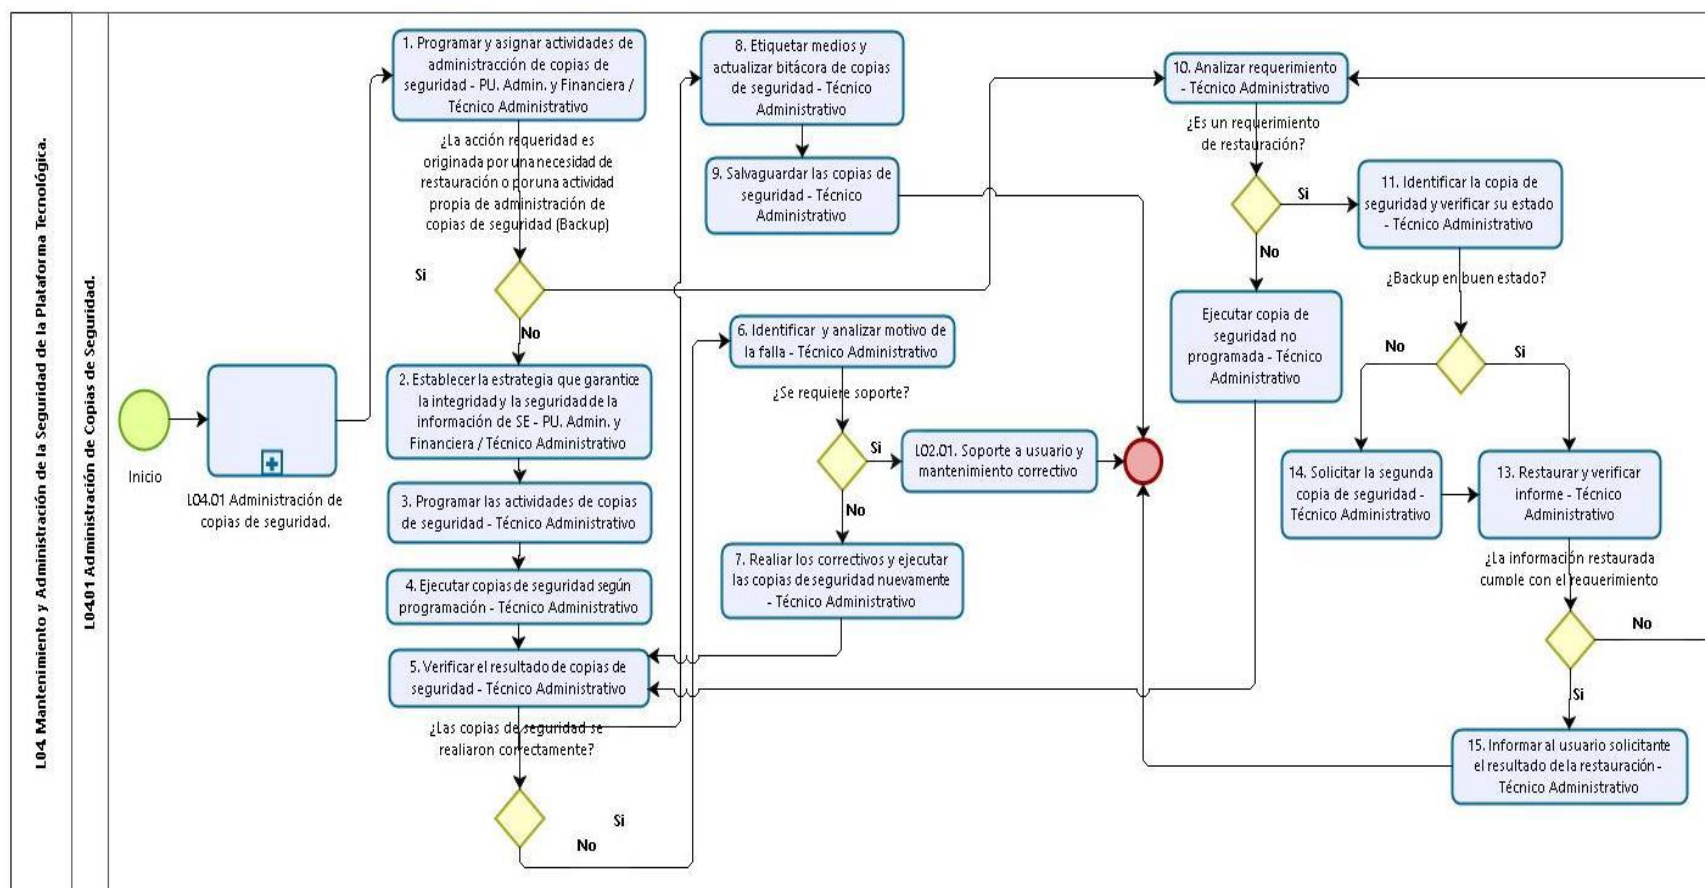 L04. Mantenimiento y Administración de la Seguridad de la Plataforma Tecnológica.
L04.01 Administración de Copias de Seguridad.
Inicio
L04.01 Administración de
copias de seguridad.
1. Programar y asignar actividades de
administracción de copias de
seguridad - PU. Admin. y Financiera /
Técnico Administrativo
¿La acción requeridad es
originada por una necesidad de
restauración o por una actividad
propia de administración de
copias de seguridad (Backup)
Si
No
2. Establecer la estrategia que garantice
la integridad y la seguridad de la
información de SE - PU. Admin. y
Financiera / Técnico Administrativo
3. Programar las actividades de copias
de seguridad - Técnico Administrativo
4. Ejecutar copias de seguridad según
programación - Técnico Administrativo
5. Verificar el resultado de copias de
seguridad - Técnico Administrativo
¿Las copias de seguridad se
realiaron correctamente?
Si
No
8. Etiquetar medios y
actualizar bitácora de copias
de seguridad - Técnico
Administrativo
9. Salvaguardar las copias de
seguridad - Técnico
Administrativo
6. Identificar y analizar motivo de
la falla - Técnico Administrativo
¿Se requiere soporte?
Si
L02.01. Soporte a usuario y
mantenimiento correctivo
No
7. Realiar los correctivos y ejecutar
las copias de seguridad nuevamente
- Técnico Administrativo
10. Analizar requerimiento
- Técnico Administrativo
¿Es un requerimiento
de restauración?
Si
No
Ejecutar copia de
seguridad no
programada - Técnico
Administrativo
11. Identificar la copia de
seguridad y verificar su estado
- Técnico Administrativo
¿Backup en buen estado?
No
Si
14. Solicitar la segunda
copia de seguridad -
Técnico Administrativo
13. Restaurar y verificar
informe - Técnico
Administrativo
¿La información restaurada
cumple con el requerimiento
No
Si
15. Informar al usuario solicitante
el resultado de la restauración -
Técnico Administrativo